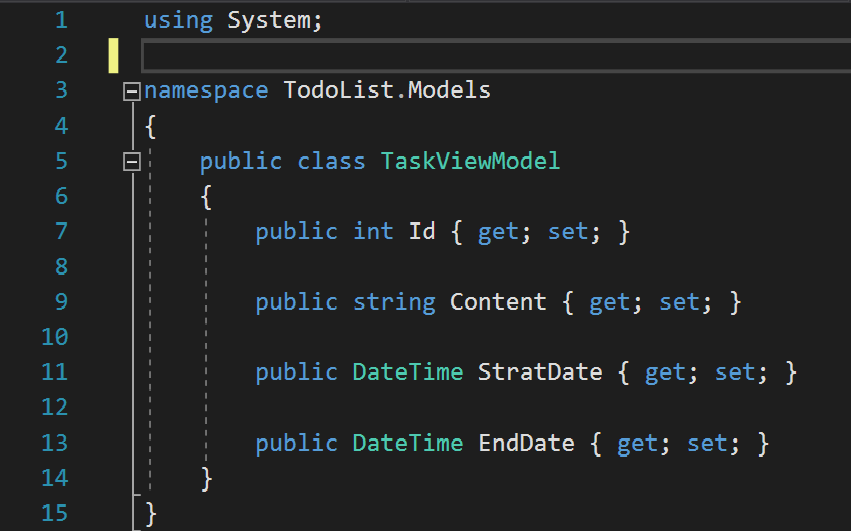 1 using System;
2
3 namespace TodoList.Models
4 {
5 public class TaskViewModel
6 {
7 public int Id { get; set; }
8
9 public string Content { get; set; }
10
11 public DateTime StratDate { get; set; }
12
13 public DateTime EndDate { get; set; }
14 }
15 }